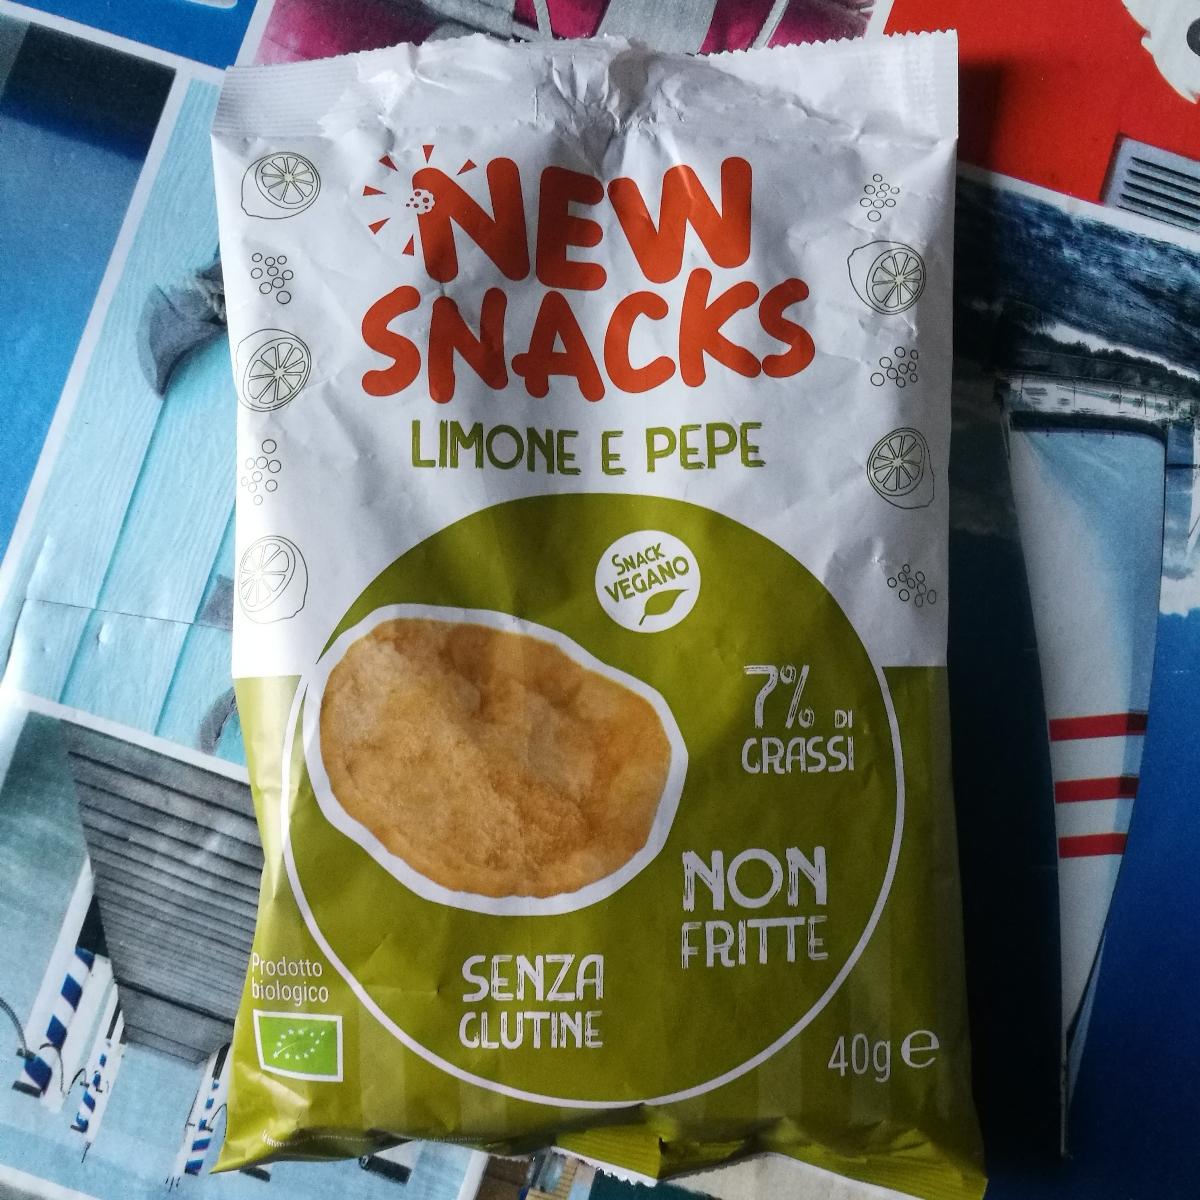 NEW
SNACKS
LIMONE E PEPE
SNACK
VEGANO
7% DI
GRASSI
NON
FRITTE
SENZA
GLUTINE
Prodotto
biologico
40g e